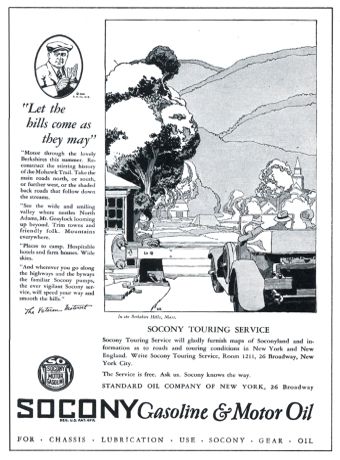 "Let the
hills come as
they may"
"Motor through the lovely
Berkshires this summer. Re-
construct the stirring history
of the Mohawk Trail. Take the
main roads north, or south,
or farther west, or the shaded
back roads that follow down
the streams.
"See the wide and smiling
valley where nestles North
Adams, Mt. Graylock looming
up beyond. Trim towns and
friendly folk. Mountains
everywhere.
"Places to camp. Hospitable
hotels and farm houses. Wide
skies.
"And wherever you go along
the highways and the byways
the familiar Socony pumps,
the ever vigilant Socony ser-
vice, will speed your way and
smooth the hills."
The Veteran Motorist
In the Berkshire Hills, Mass.
SOCONY TOURING SERVICE
Socony Touring Service will gladly furnish maps of Soconyland and in-
formation as to roads and touring conditions in New York and New
England. Write Socony Touring Service, Room 1211, 26 Broadway, New
York City.
The Service is free. Ask us. Socony knows the way.
STANDARD OIL COMPANY OF NEW YORK, 26 Broadway
SOCONY
MOTOR
GASOLINE
SOCONY Gasoline & Motor Oil
REG. U.S. PAT. OFF.
FOR · CHASSIS · LUBRICATION · USE · SOCONY · GEAR · OIL